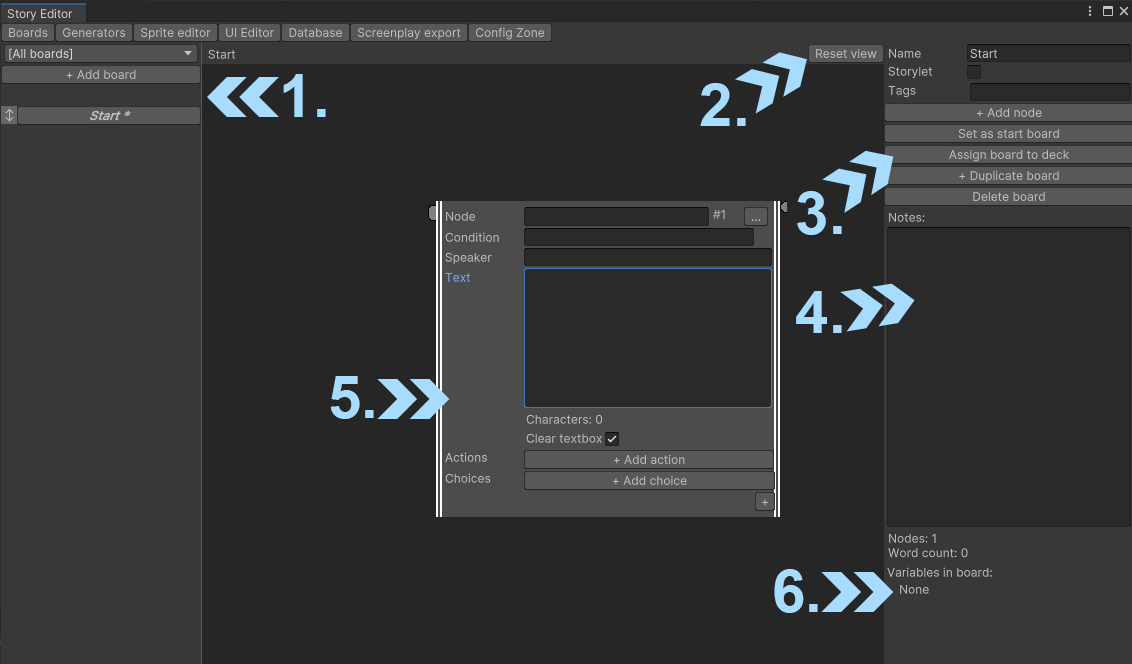 Story Editor
Boards Generators Sprite editor UI Editor Database Screenplay export Config Zone
[All boards]
+ Add board
Start *
Start
Reset view
1.
2.
3.
4.
5.
6.
Node #1 ...
Condition
Speaker
Text
Characters: 0
Clear textbox
Actions + Add action
Choices + Add choice
+
Name Start
Storylet
Tags
+ Add node
Set as start board
Assign board to deck
+ Duplicate board
Delete board
Notes:
Nodes: 1
Word count: 0
Variables in board:
None